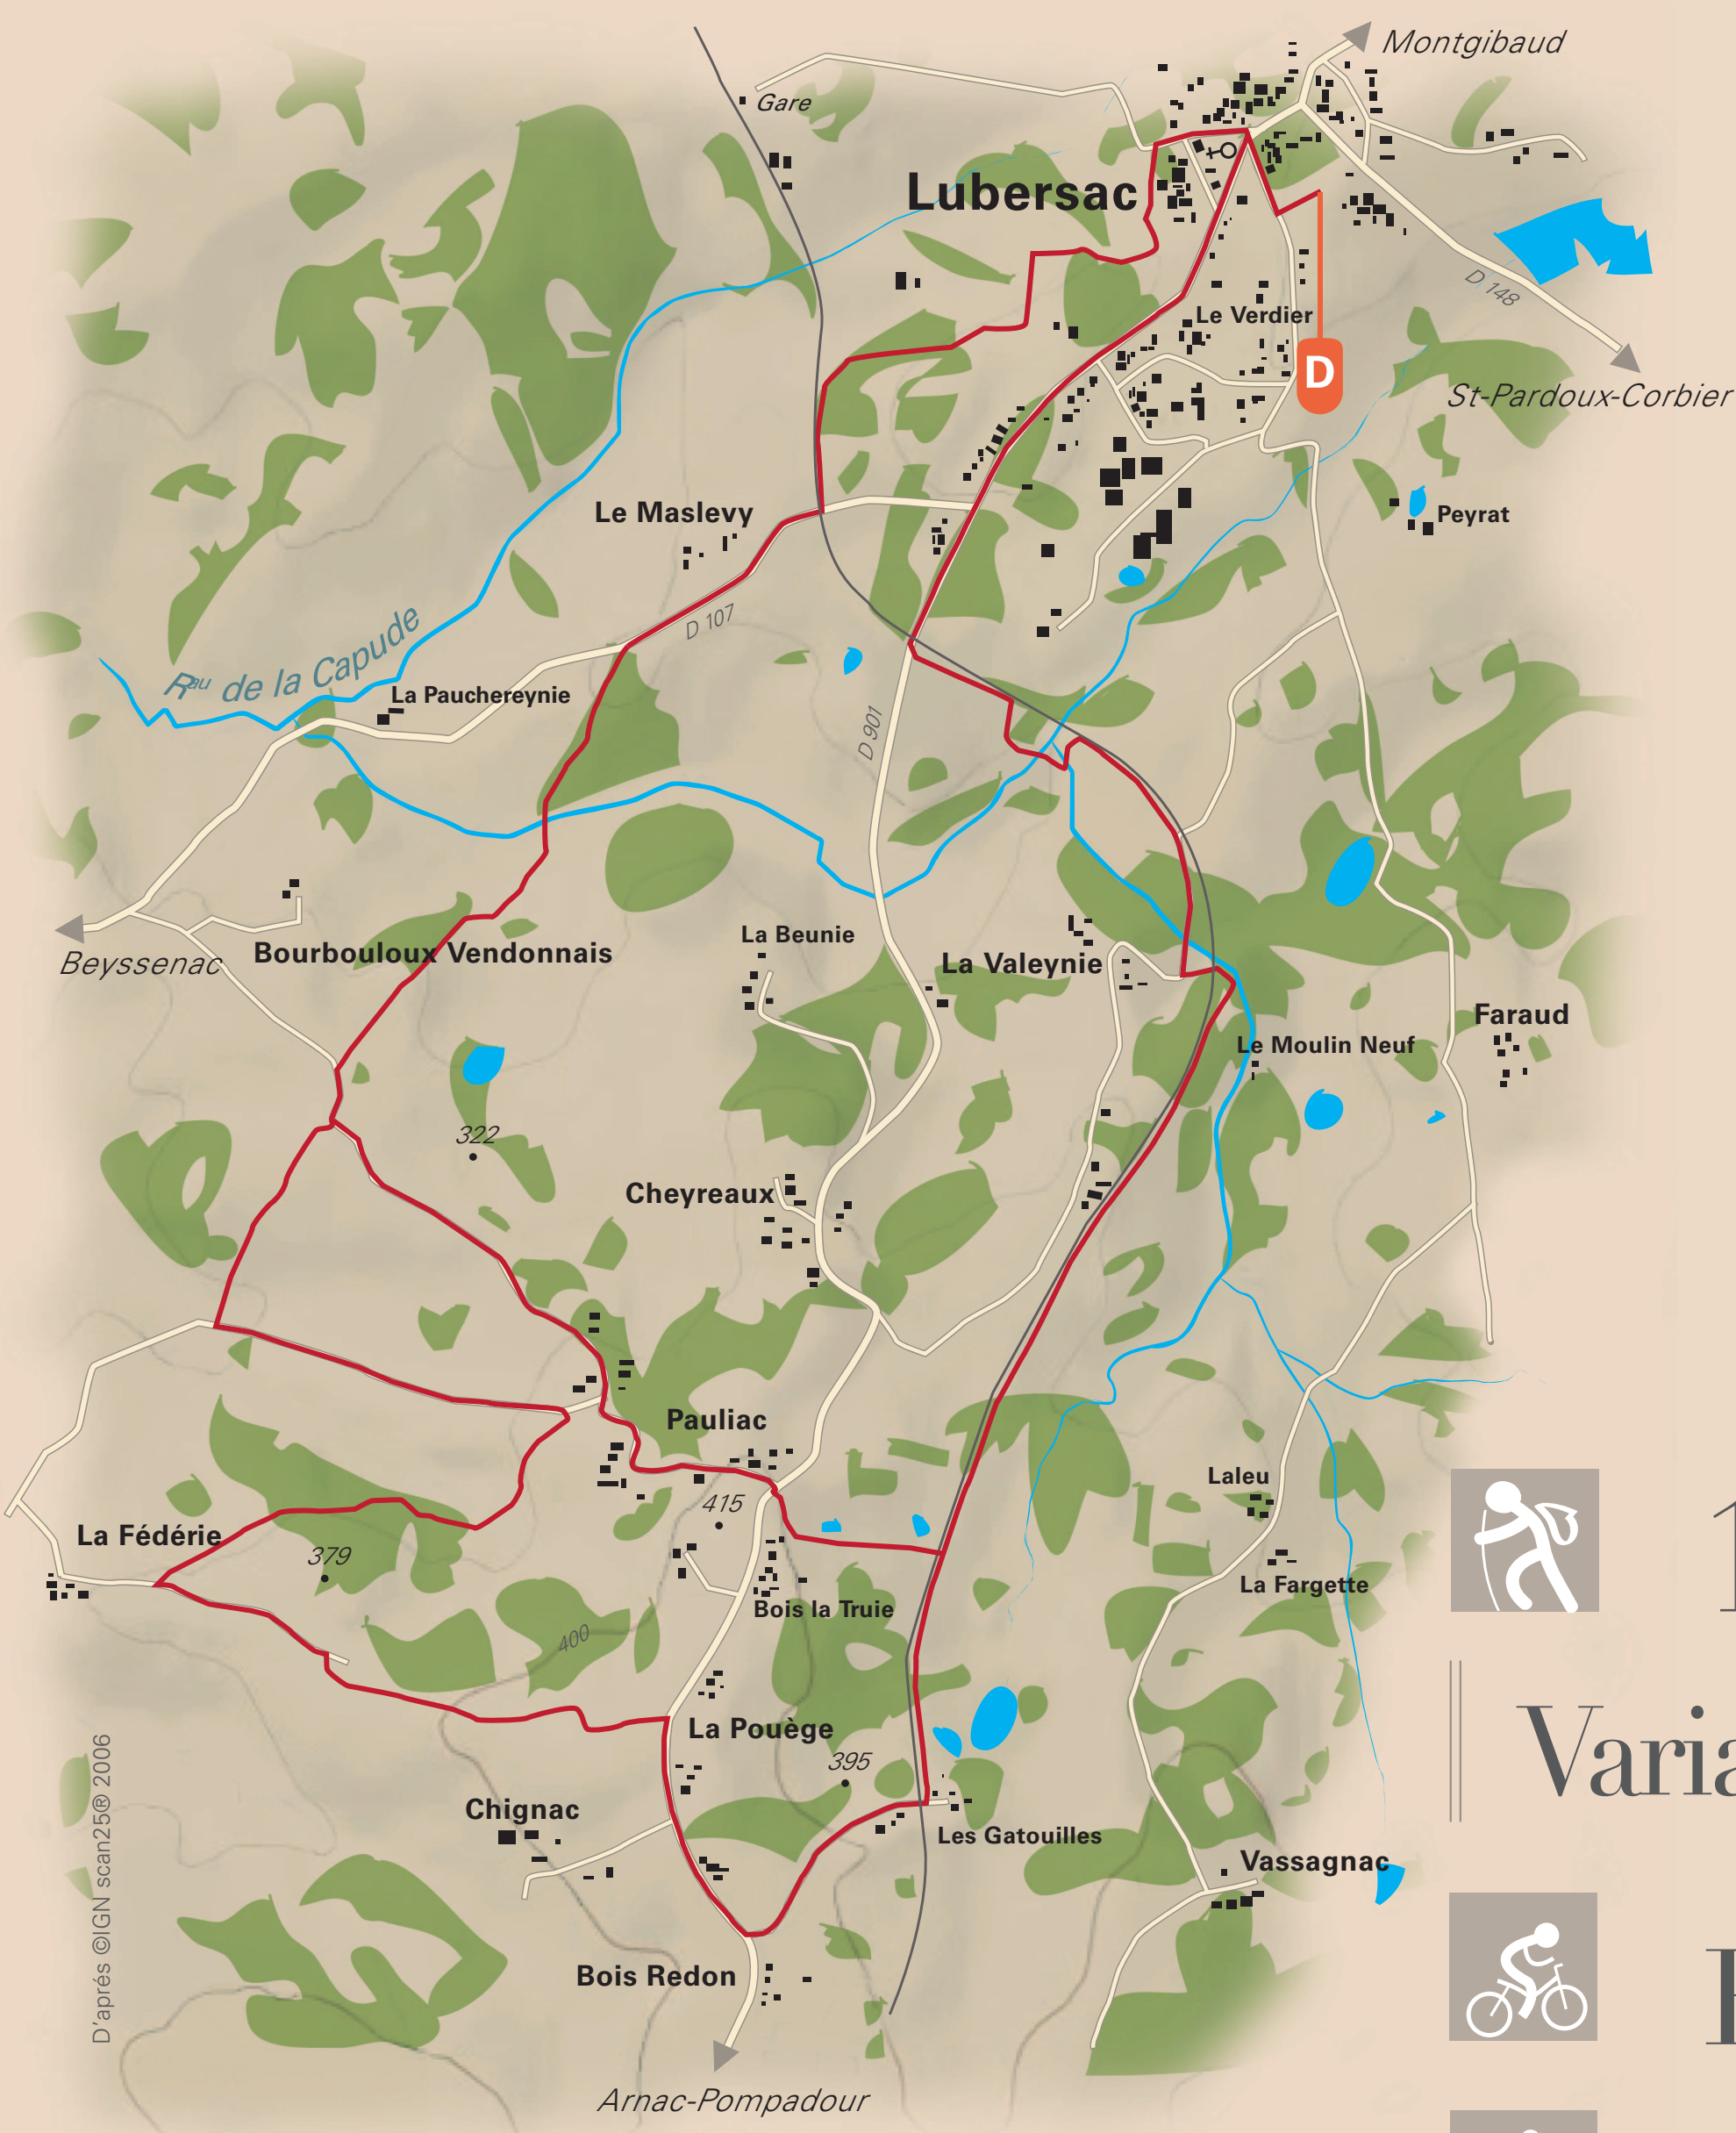 Montgibaud
Gare
Lubersac
D 148
Le Verdier
D
St-Pardoux-Corbier
Le Maslevy
Peyrat
D 107
Rau de la Capude
La Pauchereynie
D 901
La Beunie
Bourbouloux Vendonnais
Beyssenac
La Valeynie
Faraud
Le Moulin Neuf
322
Cheyreaux
Pauliac
Laleu
415
La Fédérie
379
La Fargette
Bois la Truie
400
La Pouège
395
Chignac
Les Gatouilles
Vassagnac
Bois Redon
Arnac-Pompadour
D'aprés ©IGN scan25® 2006
Varia